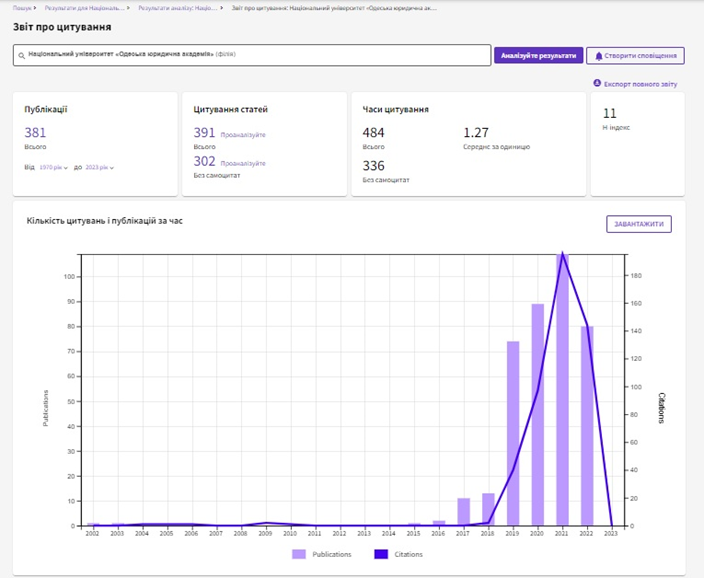 Пошук > Результати для Національ... > Результати аналізу: Націо... > Звіт про цитування: Національний університет «Одеська юридична ак...
Звіт про цитування
Національний університет «Одеська юридична академія» (філія)
Аналізуйте результати
Створити сповіщення
Експорт повного звіту
Публікації
381
Всього
Від 1970 рік до 2023 рік
Цитування статей
391 Проаналізуйте
Всього
302 Проаналізуйте
Без самоцитат
Часи цитування
484
Всього
1.27
Середнє за одиницю
336
Без самоцитат
11
H індекс
Кількість цитувань і публікацій за час
ЗАВАНТАЖИТИ
Publications
100
90
80
70
60
50
40
30
20
10
0
180
160
140
120
100
80
60
40
20
0
Citations
2002 2003 2004 2005 2006 2007 2008 2009 2010 2011 2012 2013 2014 2015 2016 2017 2018 2019 2020 2021 2022 2023
Publications Citations